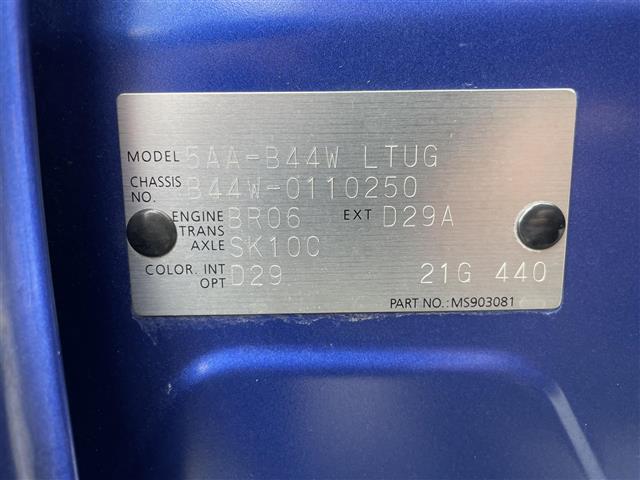 MODEL 5AA-B44W LTUG
CHASSIS NO. B44W-0110250
ENGINE BR06 EXT D29A
TRANS AXLE SK10C
COLOR. INT D29 21G 440
OPT
PART NO.:MS903081